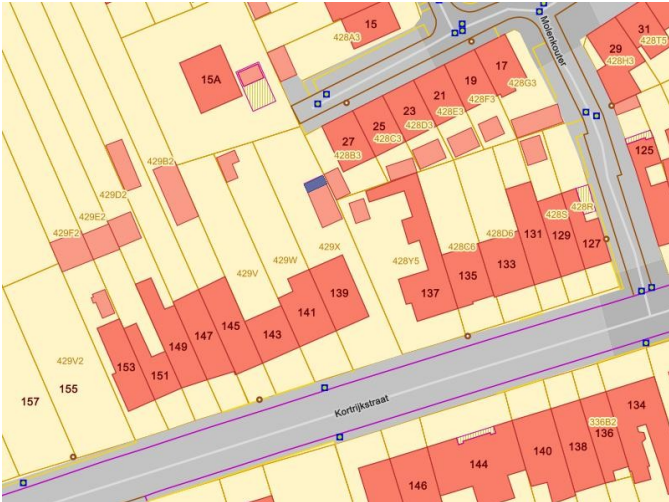 15
428A3
Molenkouter
31
428T5
29
428H3
15A
17
19
428G3
21
428F3
23
428E3
25
428D3
27
428C3
428B3
125
429B2
429D2
429E2
429F2
428R
428S
428D6
428C6
428Y5
429X
429W
429V
131
129
127
133
135
137
139
141
143
145
147
149
151
153
429V2
155
157
Kortrijkstraat
134
336B2
136
138
140
144
146